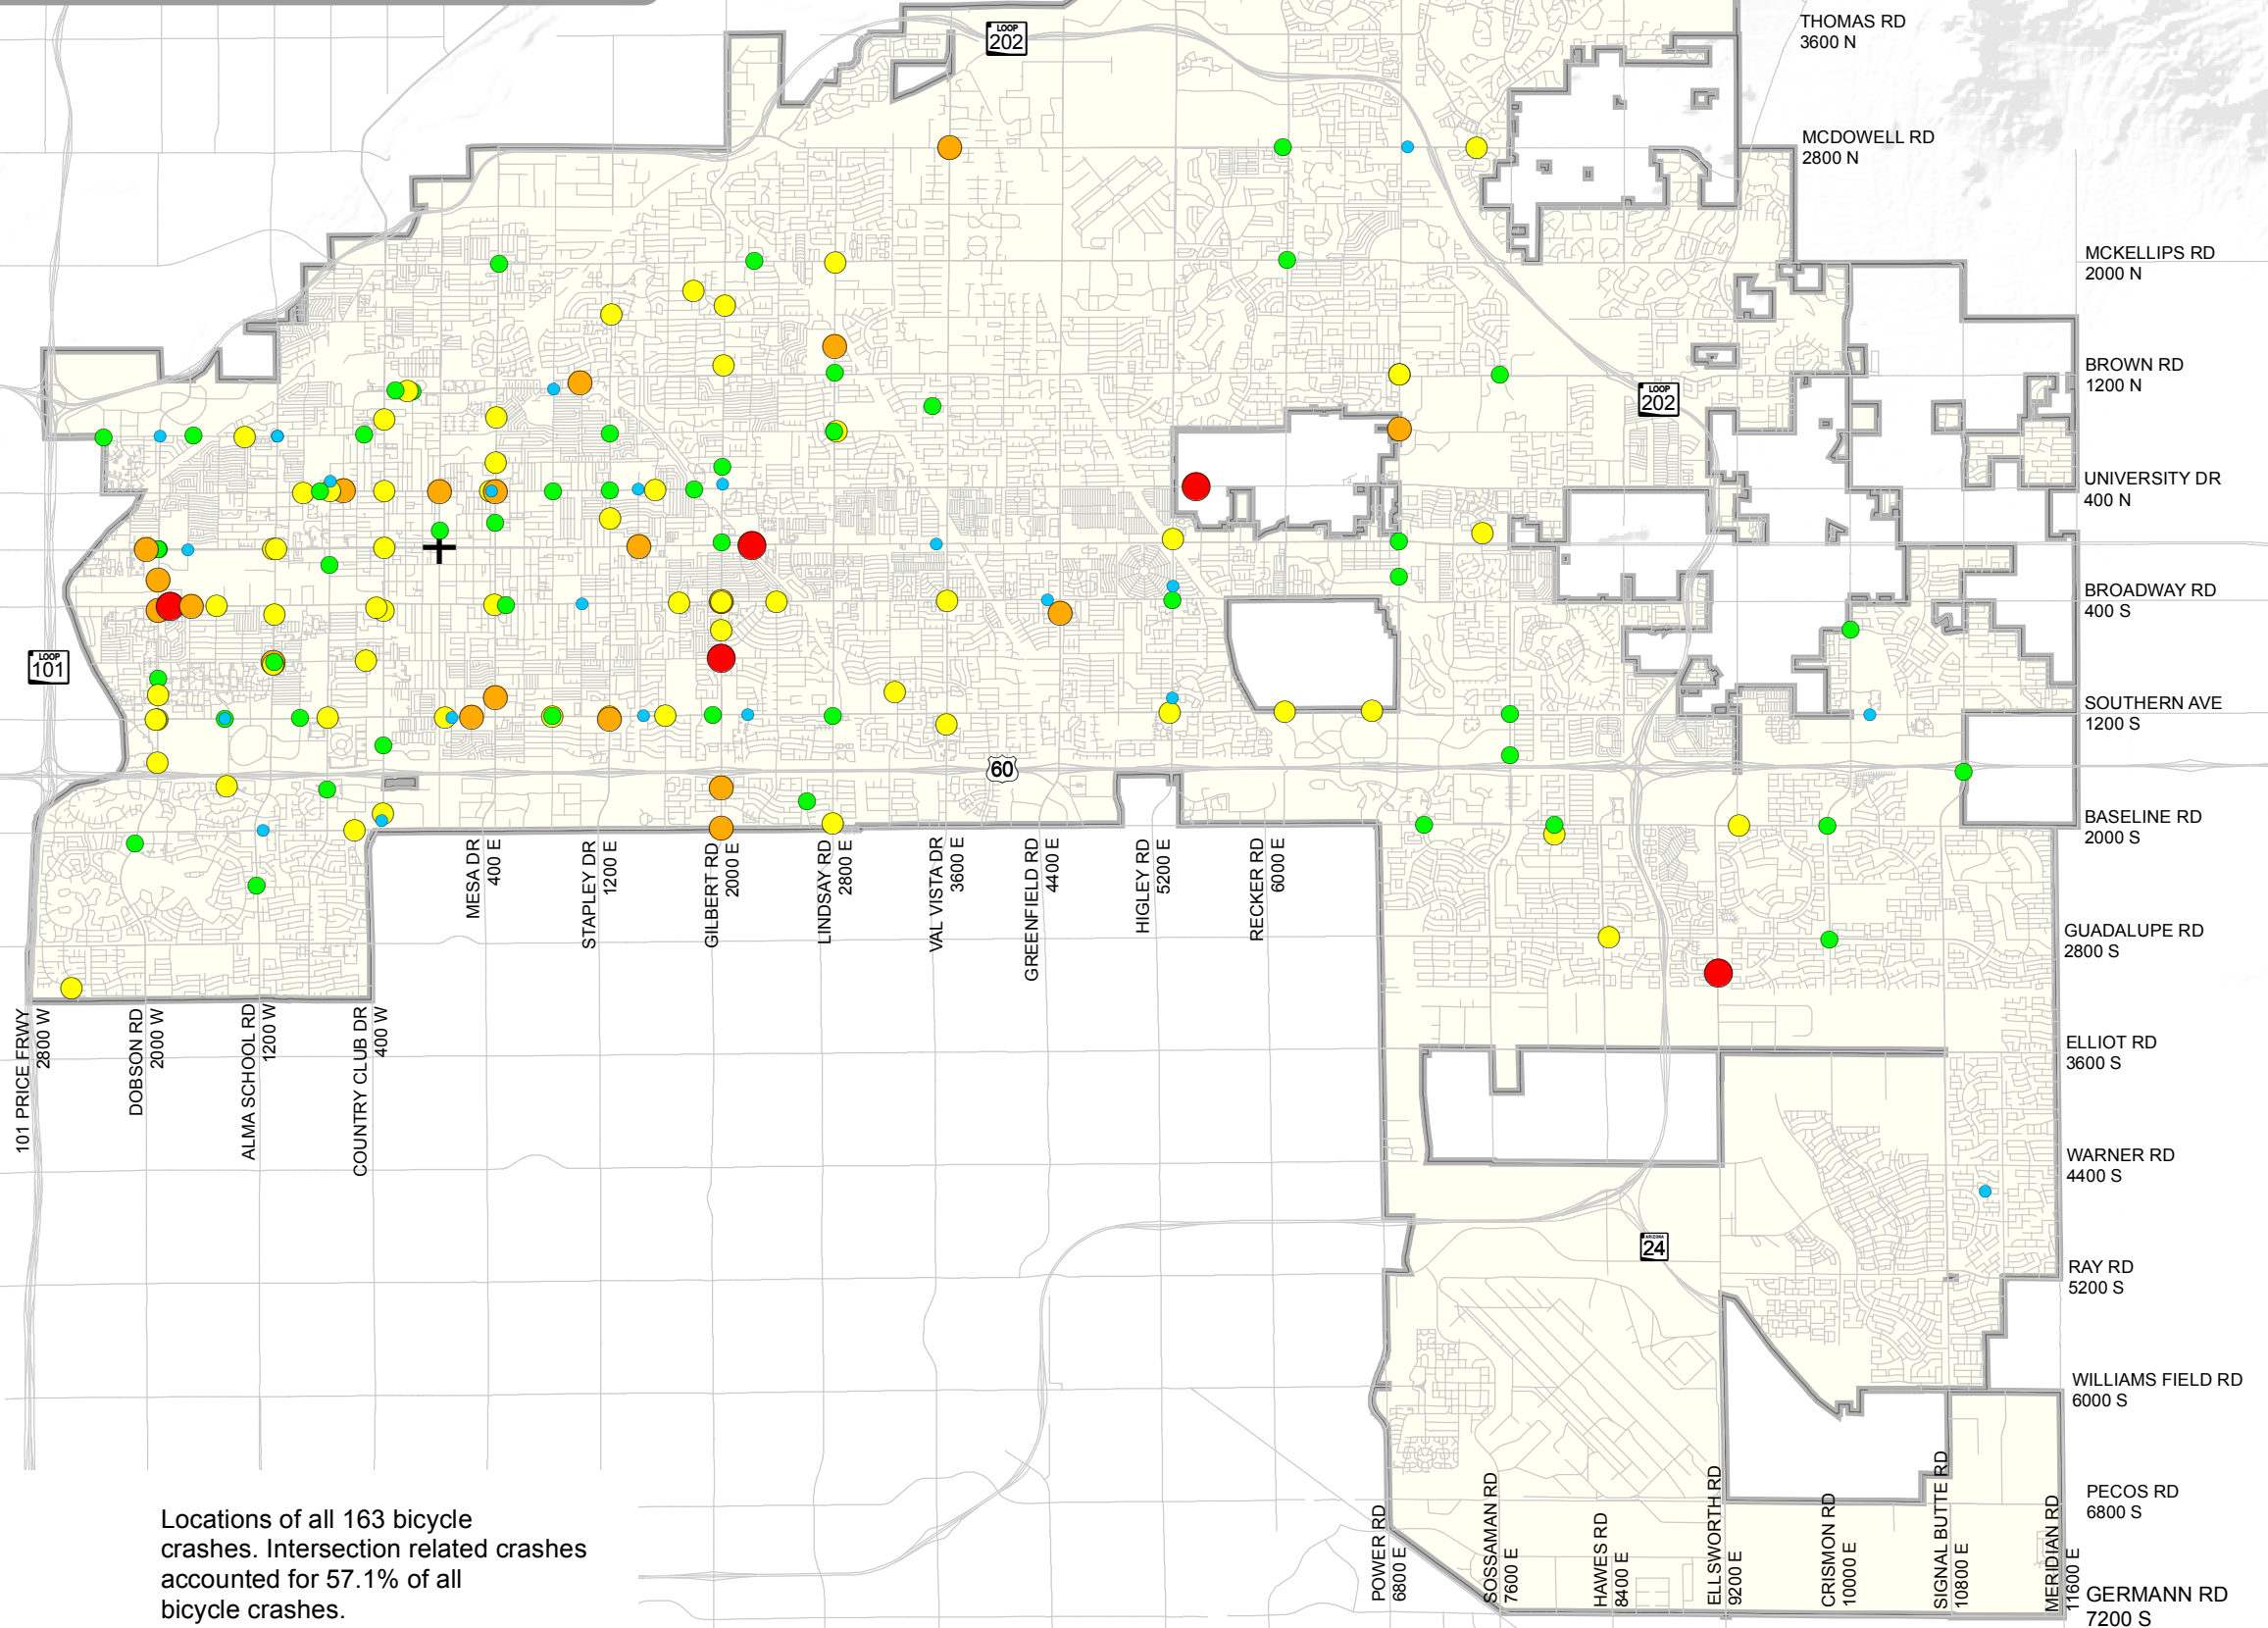 THOMAS RD
3600 N
LOOP
202
MCDOWELL RD
2800 N
MCKELLIPS RD
2000 N
BROWN RD
1200 N
LOOP
202
UNIVERSITY DR
400 N
BROADWAY RD
400 S
LOOP
101
SOUTHERN AVE
1200 S
60
BASELINE RD
2000 S
MESA DR
400 E
STAPLEY DR
1200 E
GILBERT RD
2000 E
LINDSAY RD
2800 E
VAL VISTA DR
3600 E
GREENFIELD RD
4400 E
HIGLEY RD
5200 E
RECKER RD
6000 E
GUADALUPE RD
2800 S
101 PRICE FRWY
2800 W
DOBSON RD
2000 W
ALMA SCHOOL RD
1200 W
COUNTRY CLUB DR
400 W
ELLIOT RD
3600 S
WARNER RD
4400 S
ARIZONA
24
RAY RD
5200 S
WILLIAMS FIELD RD
6000 S
PECOS RD
6800 S
POWER RD
6800 E
SOSSAMAN RD
7600 E
HAWES RD
8400 E
ELLSWORTH RD
9200 E
CRISMON RD
10000 E
SIGNAL BUTTE RD
10800 E
MERIDIAN RD
11600 E
GERMANN RD
7200 S
Locations of all 163 bicycle
crashes. Intersection related crashes
accounted for 57.1% of all
bicycle crashes.